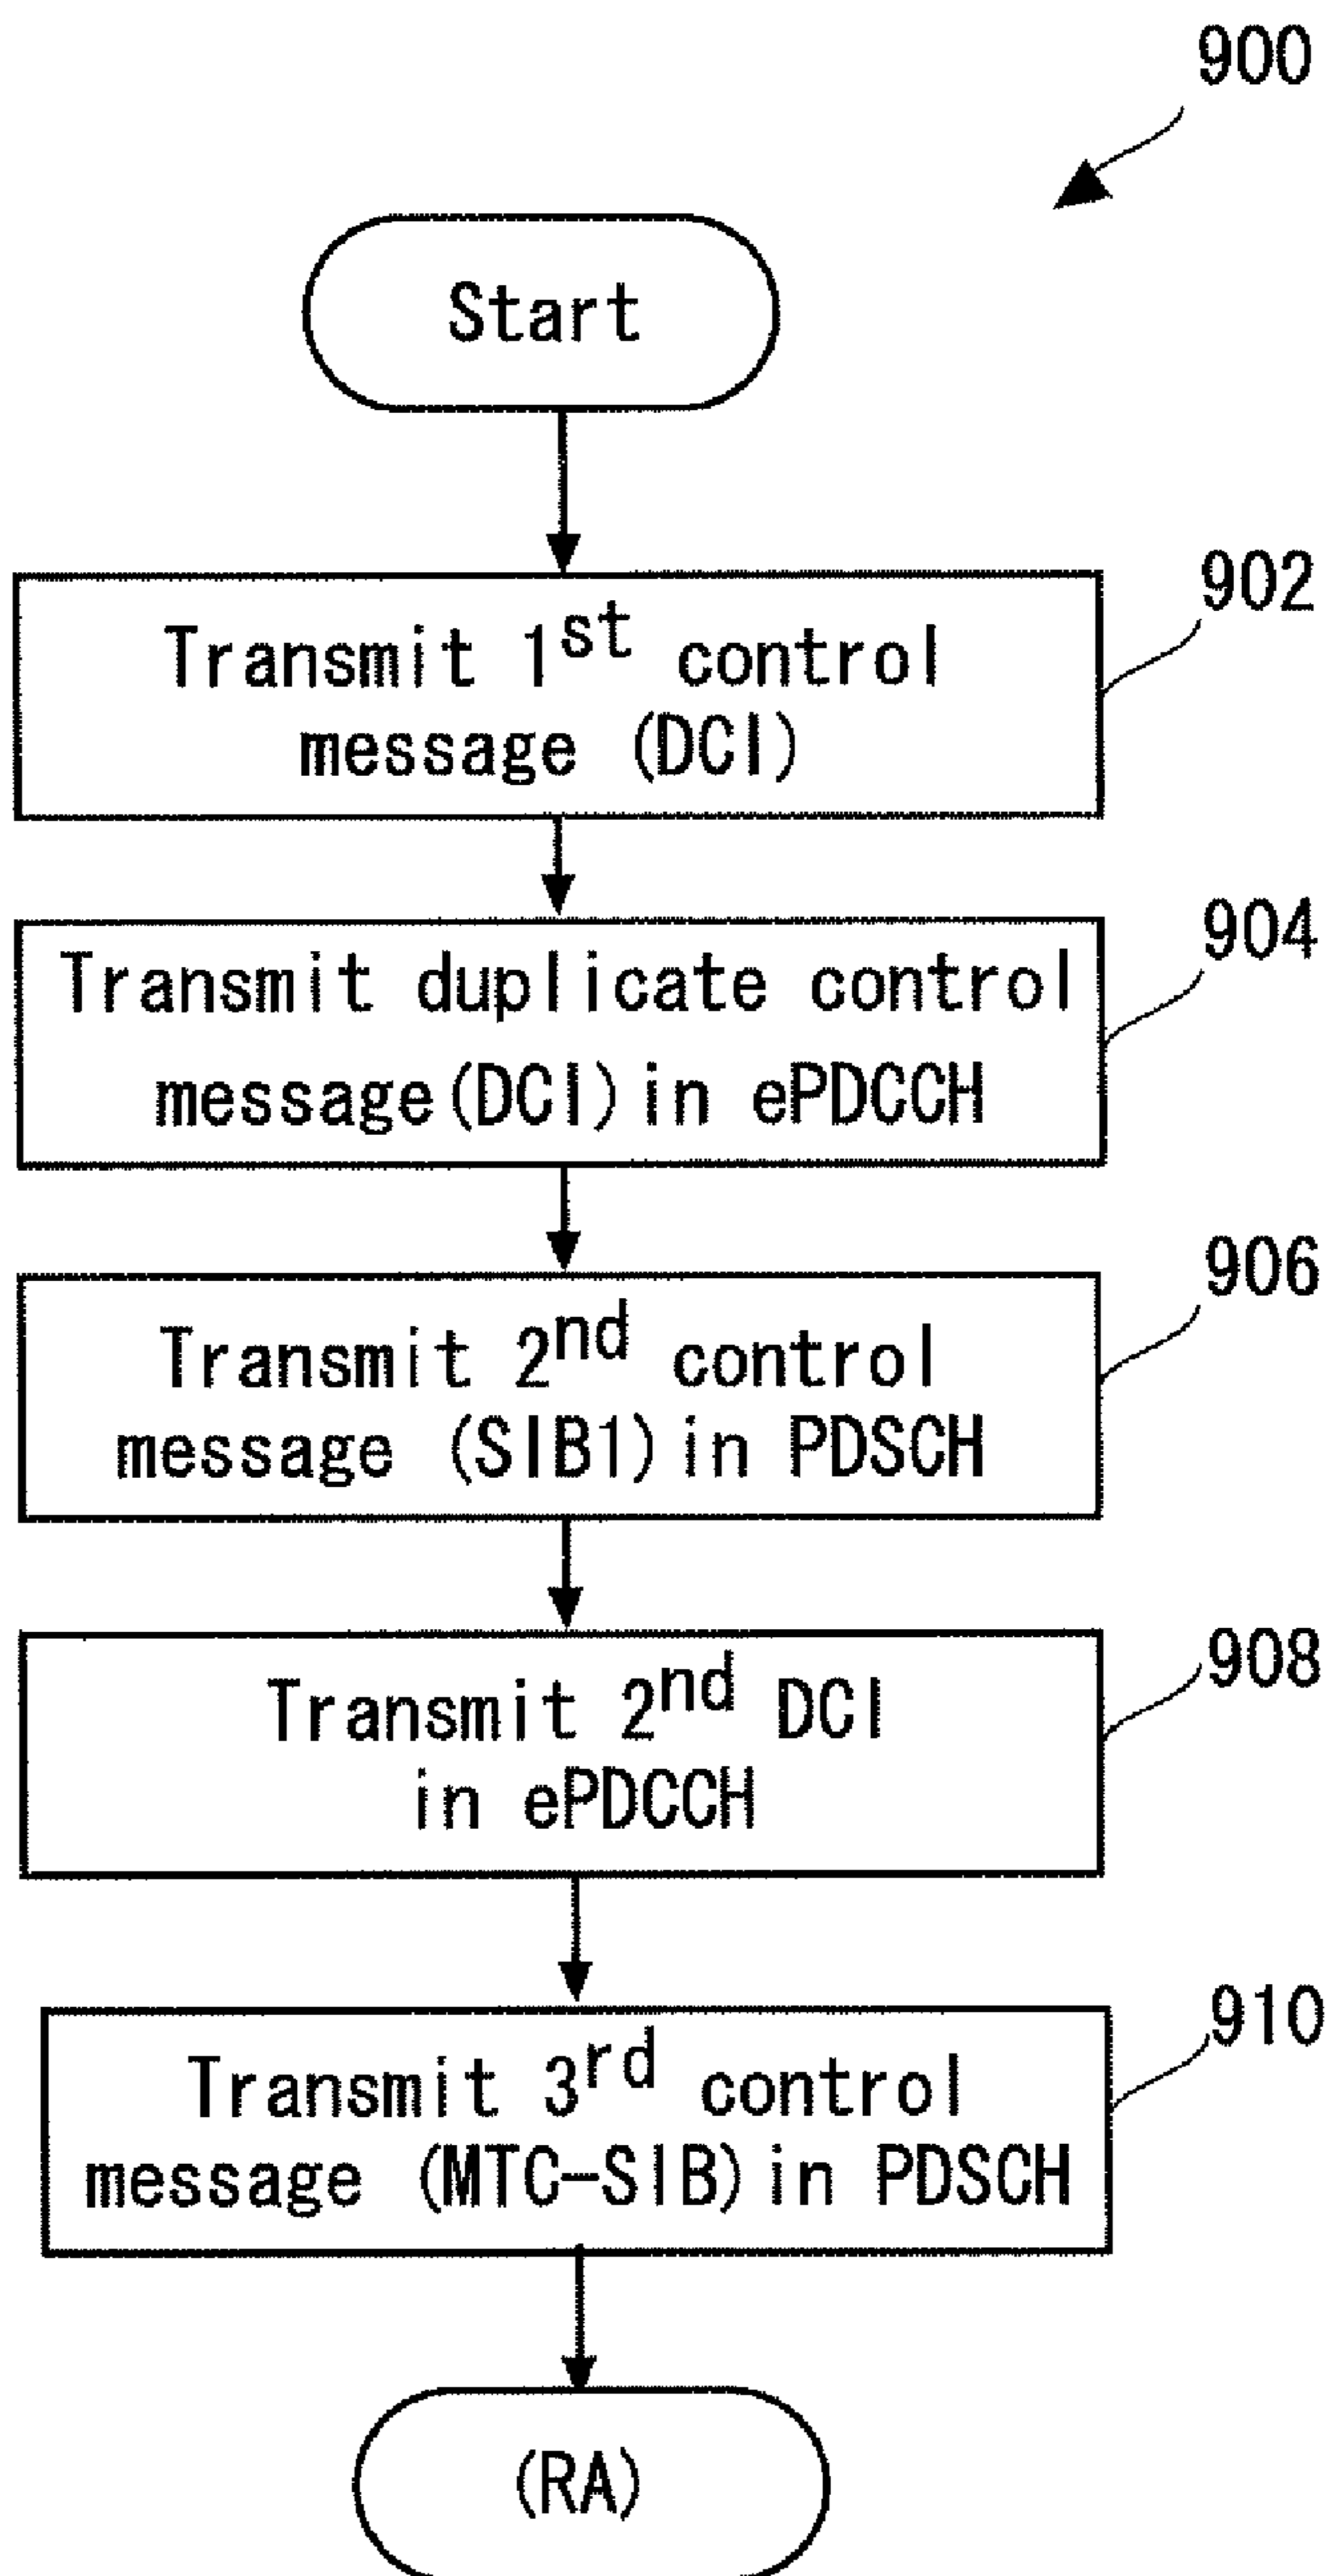 900
Start
902
Transmit 1st control
message (DCI)
904
Transmit duplicate control
message(DCI) in ePDCCH
906
Transmit 2nd control
message (SIB1) in PDSCH
908
Transmit 2nd DCI
in ePDCCH
910
Transmit 3rd control
message (MTC-SIB) in PDSCH
(RA)